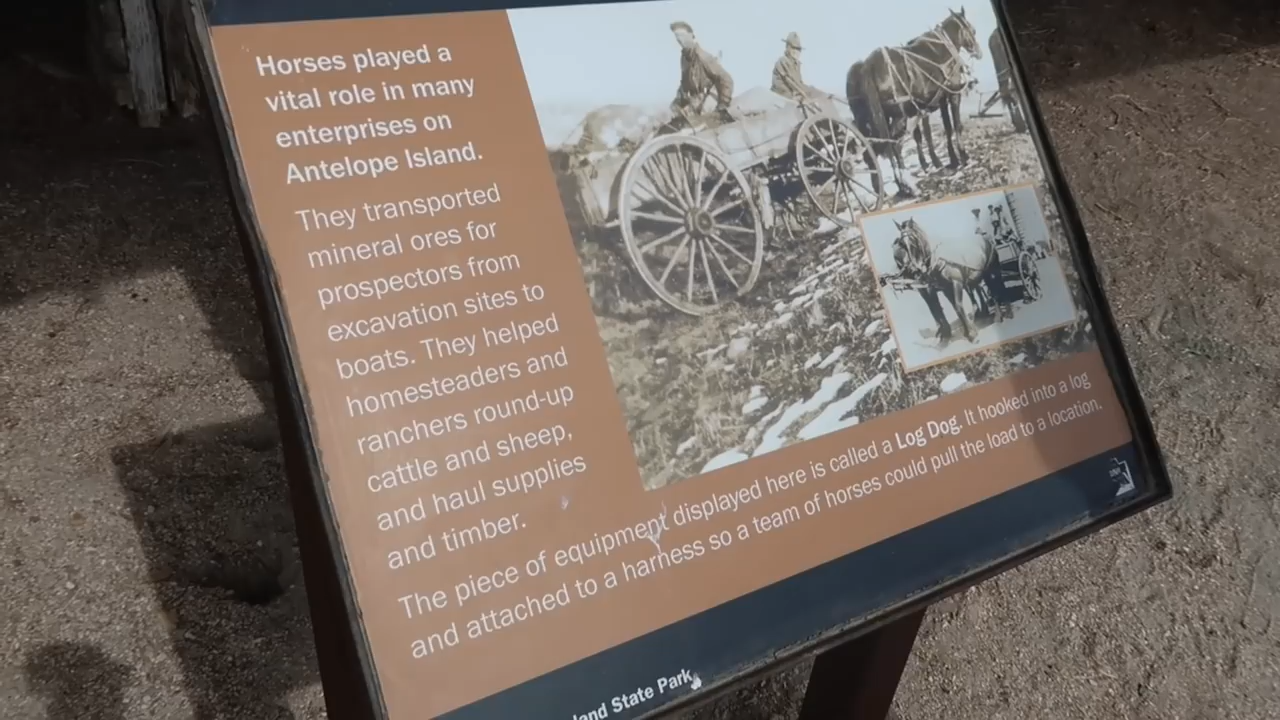 Horses played a
vital role in many
enterprises on
Antelope Island.
They transported
mineral ores for
prospectors from
excavation sites to
boats. They helped
homesteaders and
ranchers round-up
cattle and sheep,
and haul supplies
and timber.
The piece of equipment displayed here is called a Log Dog. It hooked into a log
and attached to a harness so a team of horses could pull the load to a location.
land State Park